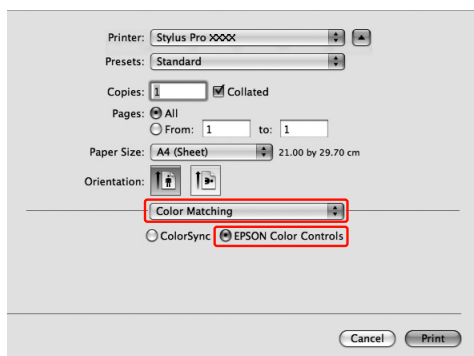 Printer: Stylus Pro XXXX
Presets: Standard
Copies: 1 Collated
Pages: All
From: 1 to: 1
Paper Size: A4 (Sheet) 21.00 by 29.70 cm
Orientation:
Color Matching
ColorSync EPSON Color Controls
Cancel Print